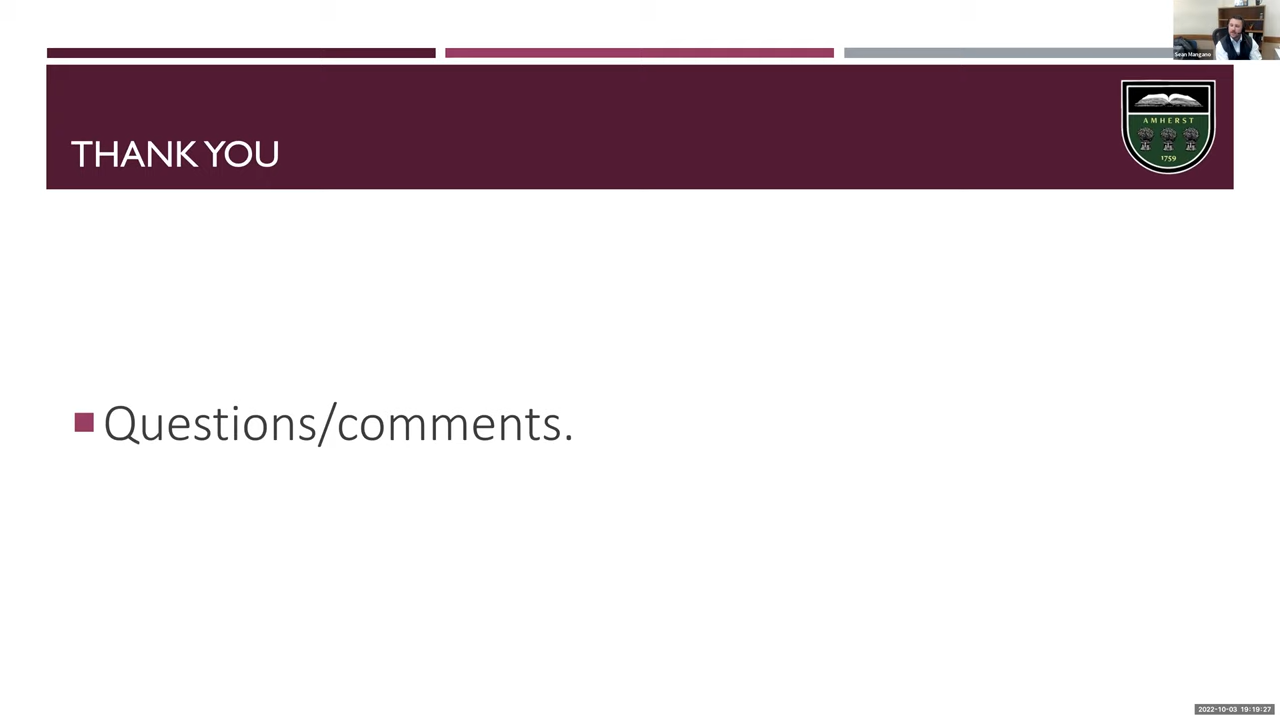 Sean Mangano
AMHERST
1759
THANK YOU
Questions/comments.
2022-10-03 19:19:27